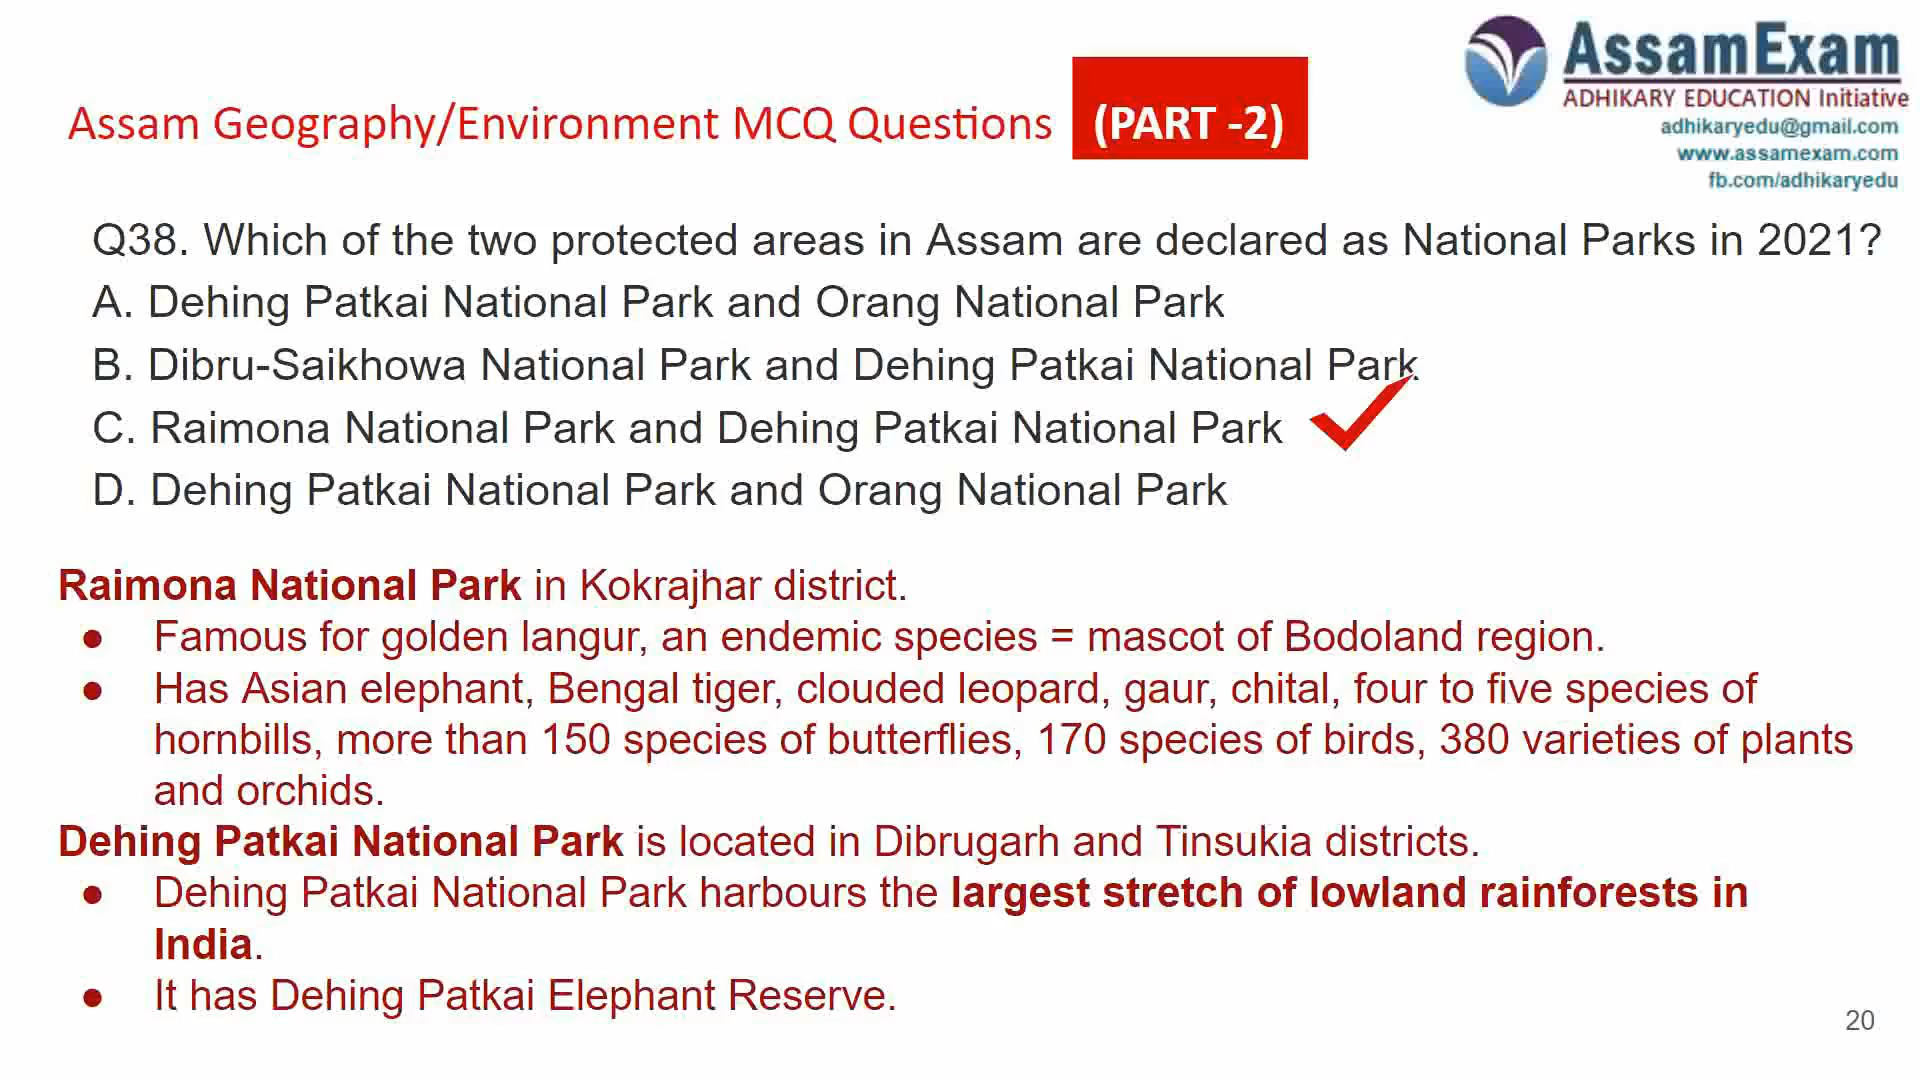 AssamExam
ADHIKARY EDUCATION Initiative
adhikaryedu@gmail.com
www.assamexam.com
fb.com/adhikaryedu
Assam Geography/Environment MCQ Questions (PART -2)
Q38. Which of the two protected areas in Assam are declared as National Parks in 2021?
A. Dehing Patkai National Park and Orang National Park
B. Dibru-Saikhowa National Park and Dehing Patkai National Park
C. Raimona National Park and Dehing Patkai National Park
D. Dehing Patkai National Park and Orang National Park
Raimona National Park in Kokrajhar district.
● Famous for golden langur, an endemic species = mascot of Bodoland region.
● Has Asian elephant, Bengal tiger, clouded leopard, gaur, chital, four to five species of
hornbills, more than 150 species of butterflies, 170 species of birds, 380 varieties of plants
and orchids.
Dehing Patkai National Park is located in Dibrugarh and Tinsukia districts.
● Dehing Patkai National Park harbours the largest stretch of lowland rainforests in
India.
● It has Dehing Patkai Elephant Reserve.
20